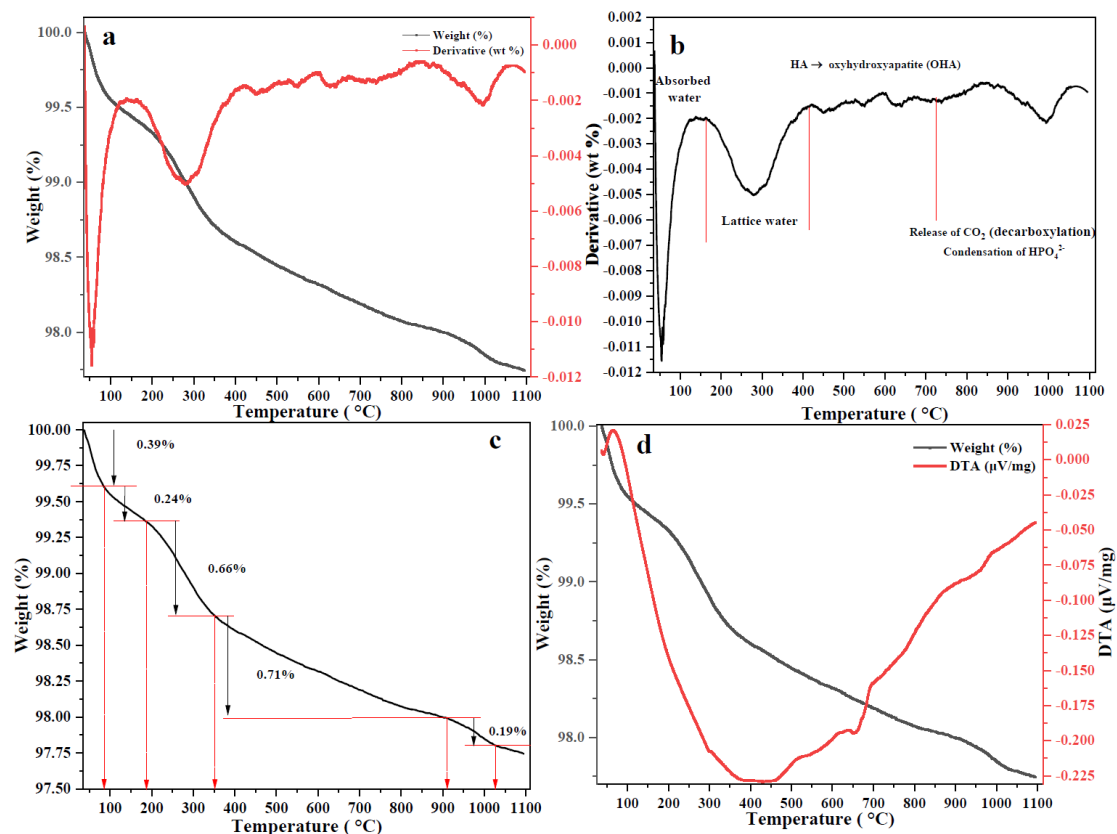 a
Weight (%)
Derivative (wt %)
100.0
99.5
99.0
98.5
98.0
Weight (%)
0.000
-0.002
-0.004
-0.006
-0.008
-0.010
-0.012
100 200 300 400 500 600 700 800 900 1000 1100
Temperature ( °C)
b
0.002
0.001
0.000
-0.001
-0.002
-0.003
-0.004
-0.005
-0.006
-0.007
-0.008
-0.009
-0.010
-0.011
-0.012
Derivative (wt %)
HA → oxyhydroxyapatite (OHA)
Absorbed
water
Lattice water
Release of CO2 (decarboxylation)
Condensation of HPO4 2-
100 200 300 400 500 600 700 800 900 1000 1100
Temperature ( °C)
c
100.00
99.75
99.50
99.25
99.00
98.75
98.50
98.25
98.00
97.75
97.50
Weight (%)
0.39%
0.24%
0.66%
0.71%
0.19%
100 200 300 400 500 600 700 800 900 1000 1100
Temperature ( °C)
d
Weight (%)
DTA (µV/mg)
100.0
99.5
99.0
98.5
98.0
Weight (%)
0.025
0.000
-0.025
-0.050
-0.075
-0.100
-0.125
-0.150
-0.175
-0.200
-0.225
DTA (µV/mg)
100 200 300 400 500 600 700 800 900 1000 1100
Temperature ( °C)